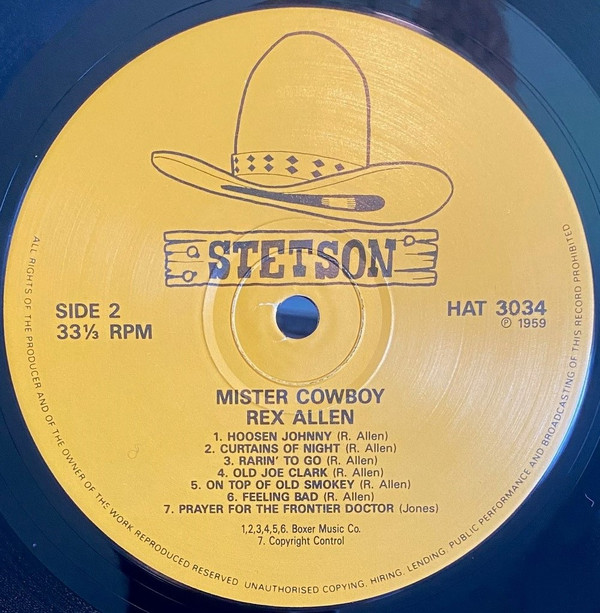 STETSON
SIDE 2
33⅓ RPM
HAT 3034
℗ 1959
MISTER COWBOY
REX ALLEN
1. HOOSEN JOHNNY (R. Allen)
2. CURTAINS OF NIGHT (R. Allen)
3. RARIN' TO GO (R. Allen)
4. OLD JOE CLARK (R. Allen)
5. ON TOP OF OLD SMOKEY (R. Allen)
6. FEELING BAD (R. Allen)
7. PRAYER FOR THE FRONTIER DOCTOR (Jones)
1,2,3,4,5,6. Boxer Music Co.
7. Copyright Control
ALL RIGHTS OF THE PRODUCER AND OF THE OWNER OF THE WORK REPRODUCED RESERVED. UNAUTHORISED COPYING, HIRING, LENDING, PUBLIC PERFORMANCE AND BROADCASTING OF THIS RECORD PROHIBITED